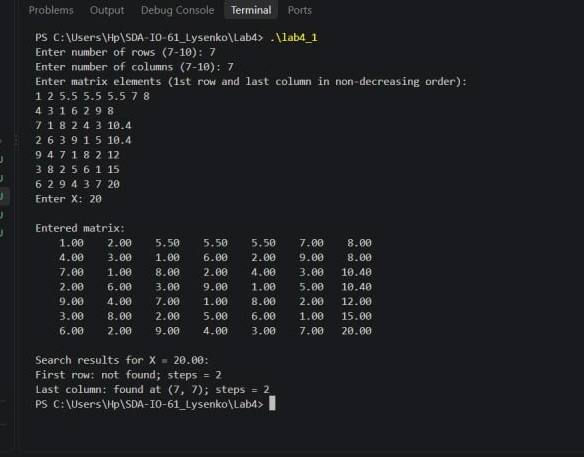 Problems Output Debug Console Terminal Ports
PS C:\Users\Hp\SDA-IO-61_Lysenko\Lab4> .\lab4_1
Enter number of rows (7-10): 7
Enter number of columns (7-10): 7
Enter matrix elements (1st row and last column in non-decreasing order):
1 2 5.5 5.5 5.5 7 8
4 3 1 6 2 9 8
7 1 8 2 4 3 10.4
2 6 3 9 1 5 10.4
9 4 7 1 8 2 12
3 8 2 5 6 1 15
6 2 9 4 3 7 20
Enter X: 20
Entered matrix:
1.00 2.00 5.50 5.50 5.50 7.00 8.00
4.00 3.00 1.00 6.00 2.00 9.00 8.00
7.00 1.00 8.00 2.00 4.00 3.00 10.40
2.00 6.00 3.00 9.00 1.00 5.00 10.40
9.00 4.00 7.00 1.00 8.00 2.00 12.00
3.00 8.00 2.00 5.00 6.00 1.00 15.00
6.00 2.00 9.00 4.00 3.00 7.00 20.00
Search results for X = 20.00:
First row: not found; steps = 2
Last column: found at (7, 7); steps = 2
PS C:\Users\Hp\SDA-IO-61_Lysenko\Lab4>